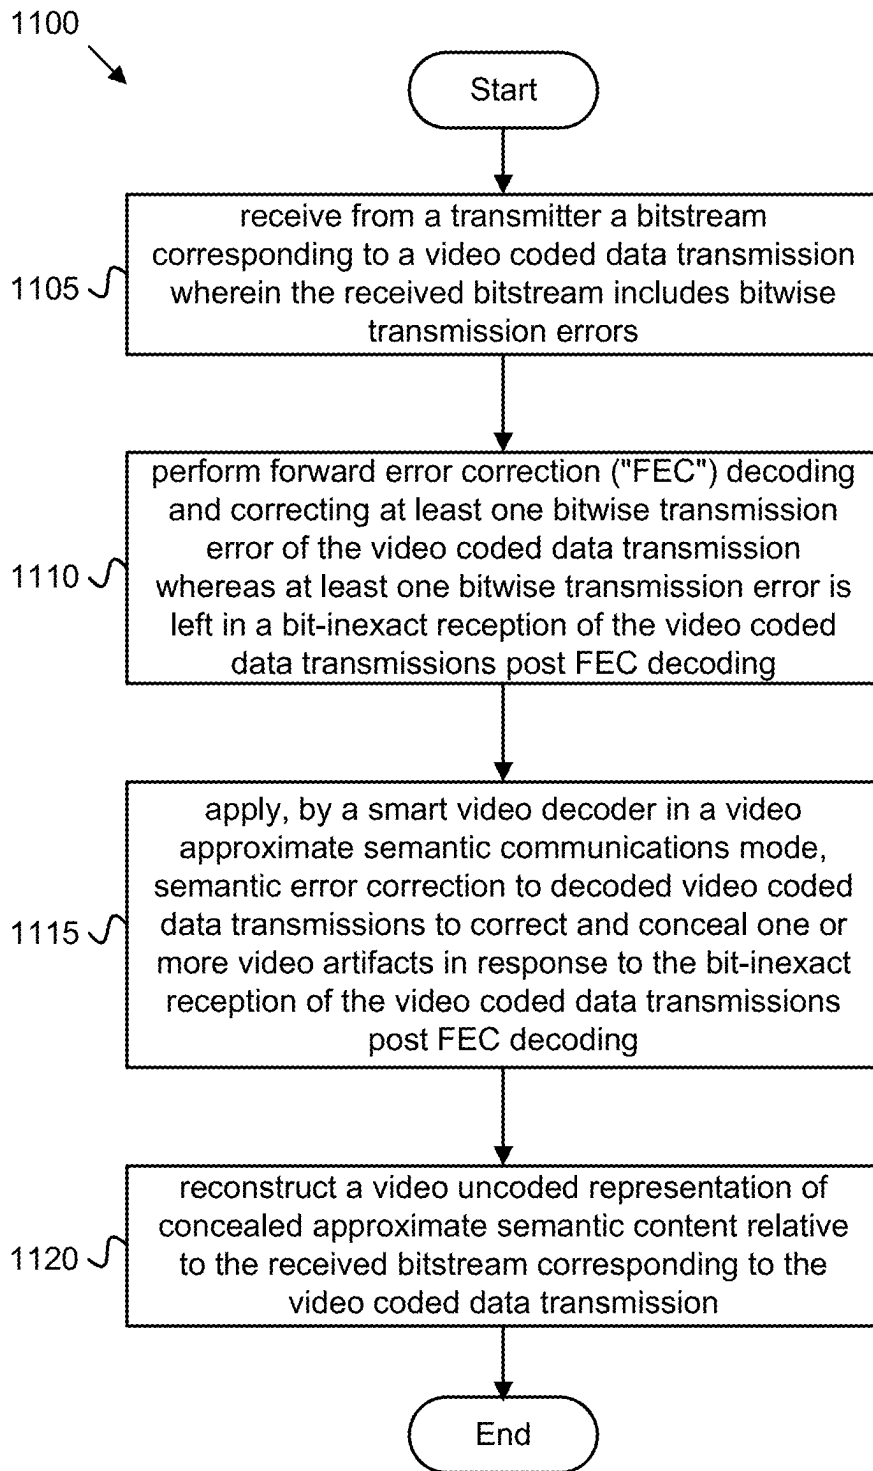 1100
Start
receive from a transmitter a bitstream
corresponding to a video coded data transmission
wherein the received bitstream includes bitwise
transmission errors
1105
perform forward error correction ("FEC") decoding
and correcting at least one bitwise transmission
error of the video coded data transmission
whereas at least one bitwise transmission error is
left in a bit-inexact reception of the video coded
data transmissions post FEC decoding
1110
apply, by a smart video decoder in a video
approximate semantic communications mode,
semantic error correction to decoded video coded
data transmissions to correct and conceal one or
more video artifacts in response to the bit-inexact
reception of the video coded data transmissions
post FEC decoding
1115
reconstruct a video uncoded representation of
concealed approximate semantic content relative
to the received bitstream corresponding to the
video coded data transmission
1120
End